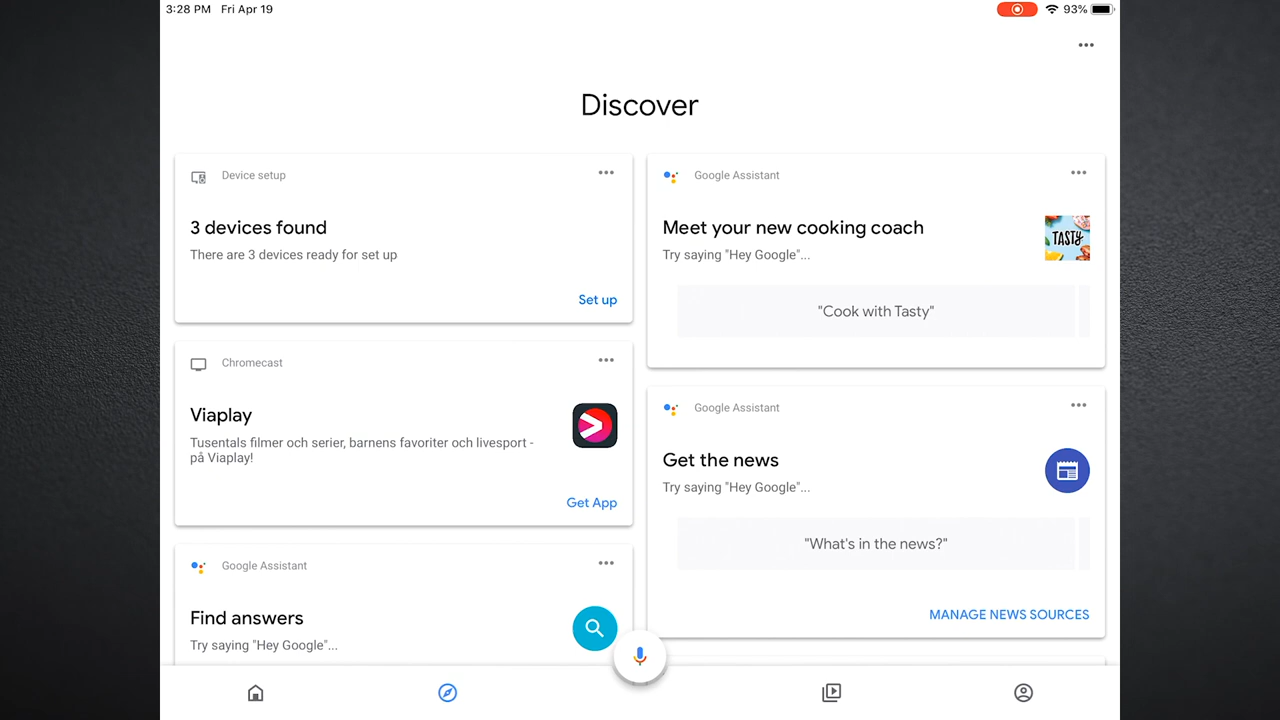 3:28 PM Fri Apr 19
93%
Discover
Device setup
3 devices found
There are 3 devices ready for set up
Set up
Chromecast
Viaplay
Tusentals filmer och serier, barnens favoriter och livesport -
på Viaplay!
Get App
Google Assistant
Find answers
Try saying "Hey Google"...
Google Assistant
Meet your new cooking coach
Try saying "Hey Google"...
TASTY
"Cook with Tasty"
Google Assistant
Get the news
Try saying "Hey Google"...
"What's in the news?"
MANAGE NEWS SOURCES